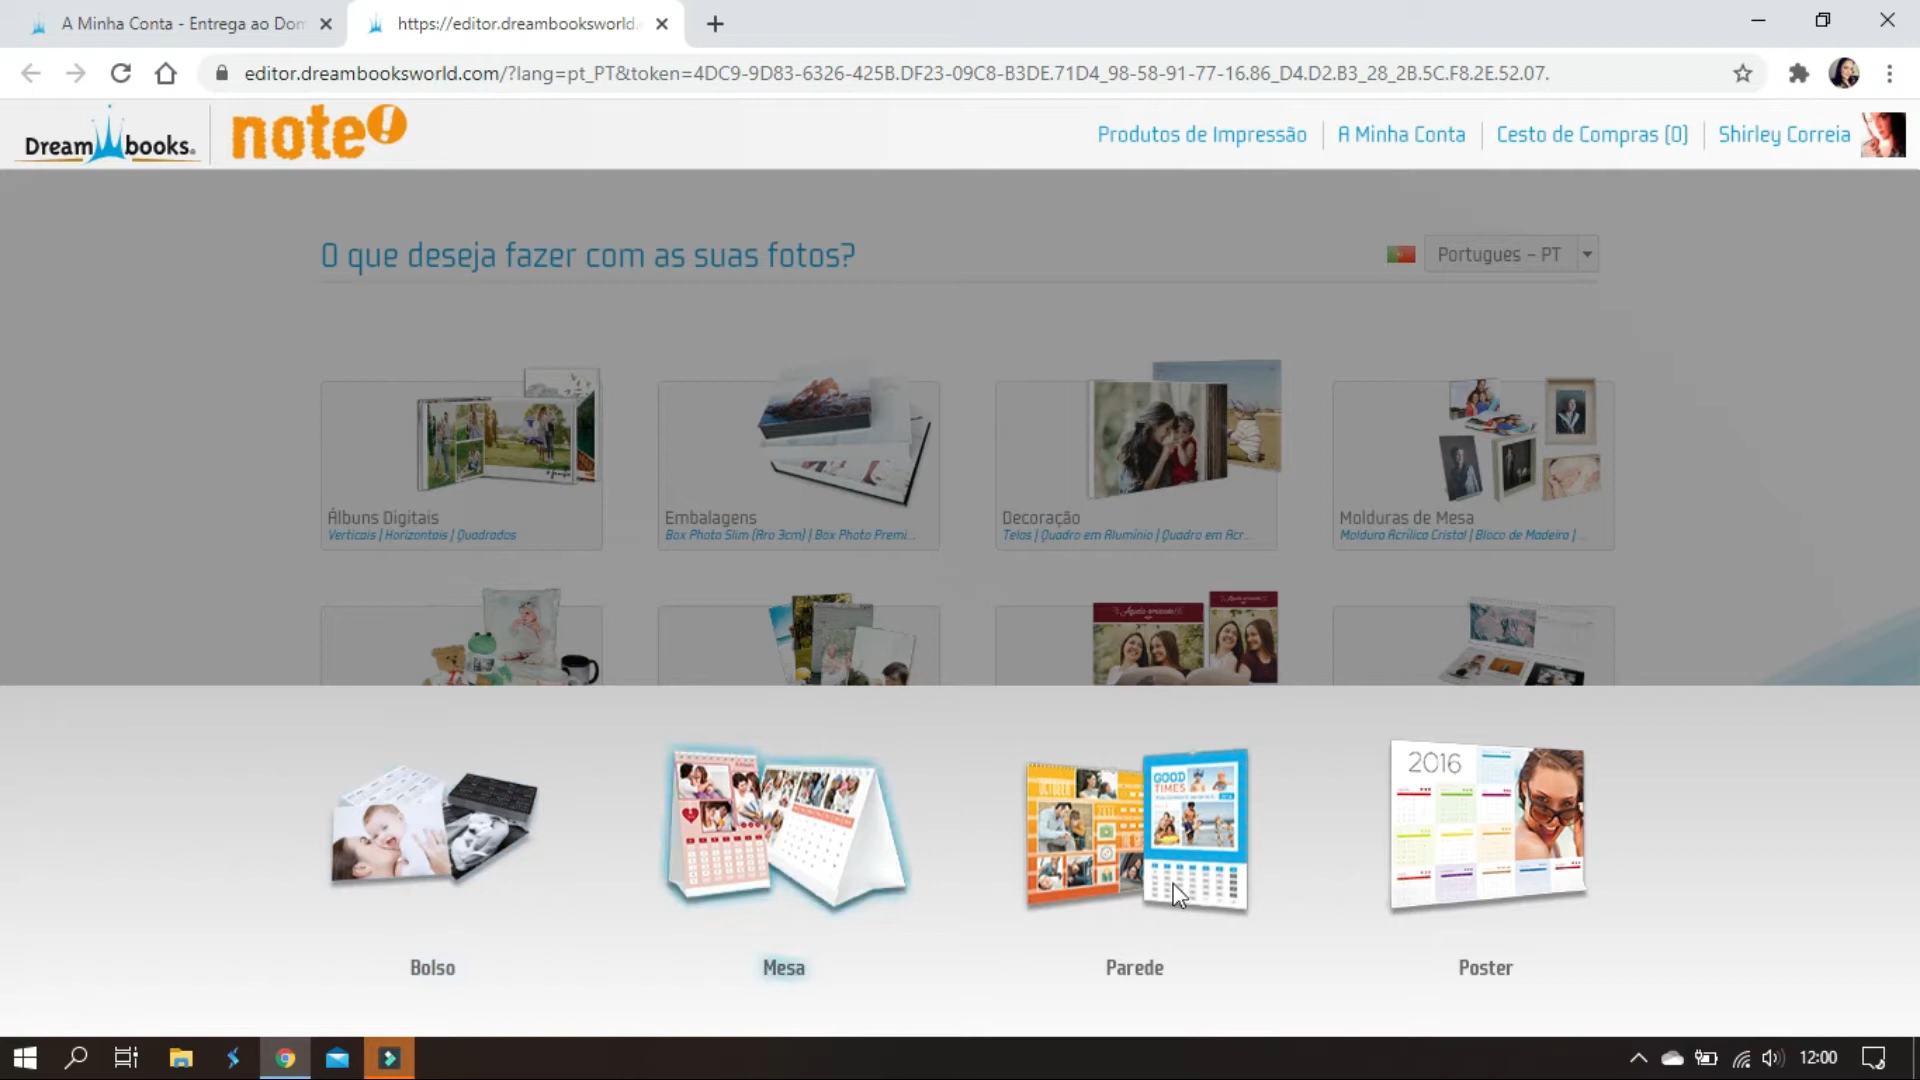 A Minha Conta - Entrega ao Dom
https://editor.dreambooksworld.
editor.dreambooksworld.com/?lang=pt_PT&token=4DC9-9D83-6326-425B.DF23-09C8-B3DE.71D4_98-58-91-77-16.86_D4.D2.B3_28_2B.5C.F8.2E.52.07.
Dreambooks.
note!
Produtos de Impressão
A Minha Conta
Cesto de Compras (0)
Shirley Correia
O que deseja fazer com as suas fotos?
Portugues - PT
Álbuns Digitais
Verticais | Horizontais | Quadrados
Embalagens
Box Photo Slim (Aro 3cm) | Box Photo Premi...
Decoração
Telas | Quadro em Alumínio | Quadro em Acr...
Molduras de Mesa
Moldura Acrílica Cristal | Bloco de Madeira | ...
OCTOBER
GOOD
TIMES
2016
Bolso
Mesa
Parede
Poster
12:00